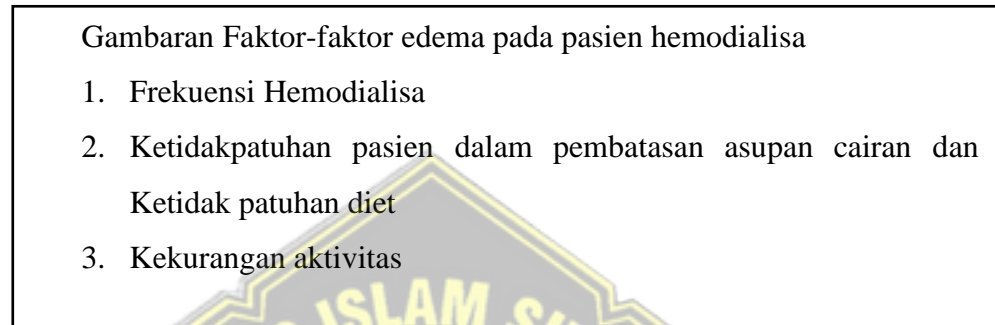 Gambaran Faktor-faktor edema pada pasien hemodialisa
1. Frekuensi Hemodialisa
2. Ketidakpatuhan pasien dalam pembatasan asupan cairan dan
Ketidak patuhan diet
3. Kekurangan aktivitas
ISLAM